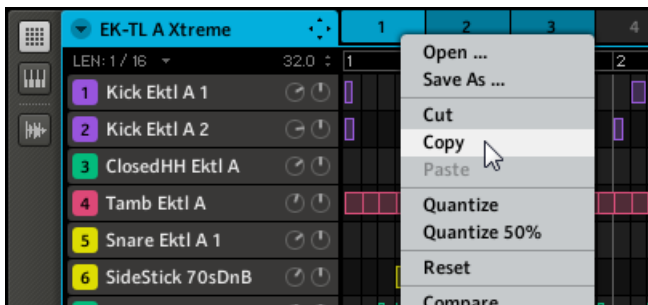 EK-TL A Xtreme
1 2 3 4
LEN: 1 / 16 32.0 1 2
1 Kick Ektl A 1
2 Kick Ektl A 2
3 ClosedHH Ektl A
4 Tamb Ektl A
5 Snare Ektl A 1
6 SideStick 70sDnB
Open ...
Save As ...
Cut
Copy
Paste
Quantize
Quantize 50%
Reset
Compare